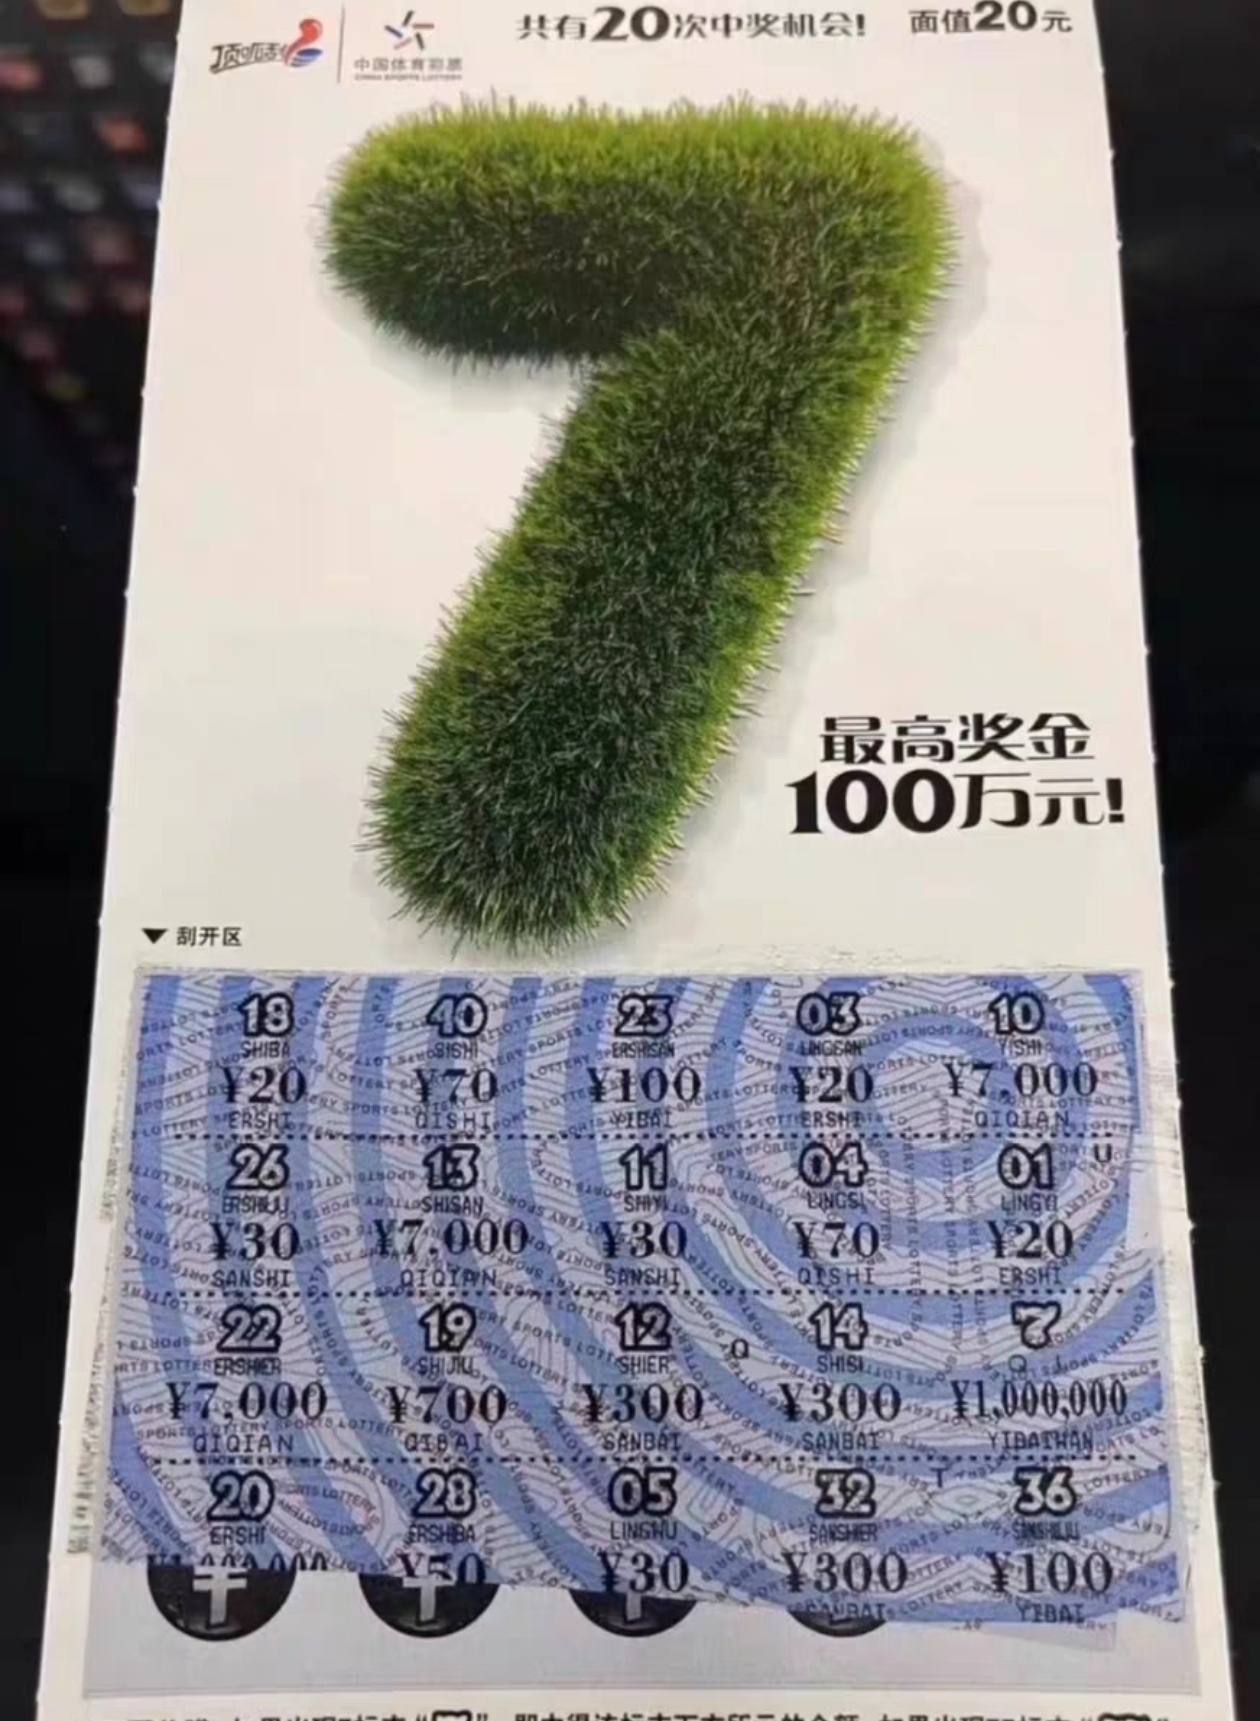 顶呱刮 中国体育彩票 共有20次中奖机会! 面值20元
CHINA SPORTS LOTTERY
最高奖金
100万元!
▼ 刮开区
18 40 23 03 10
SHIBA SISHI ERSHISAN LINGSAN YISHI
¥20 ¥70 ¥100 ¥20 ¥7,000
ERSHI QISHI YIBAI ERSHI QIQIAN
26 13 11 04 01 U
ERSHILIU SHISAN SHIYI LINGSI LINGYI
¥30 ¥7,000 ¥30 ¥70 ¥20
SANSHI QIQIAN SANSHI QISHI ERSHI
22 19 12 Q 14 7
ERSHIER SHIJIU SHIER SHISI Q I
¥7,000 ¥700 ¥300 ¥300 ¥1,000,000
QIQIAN QIBAI SANBAI SANBAI YIBAIWAN
20 28 05 32 T 36
ERSHI ERSHIBA LINGWU SANSHIER SANSHILIU
¥1,000,000 ¥50 ¥30 ¥300 ¥100
SANBAI YIBAI